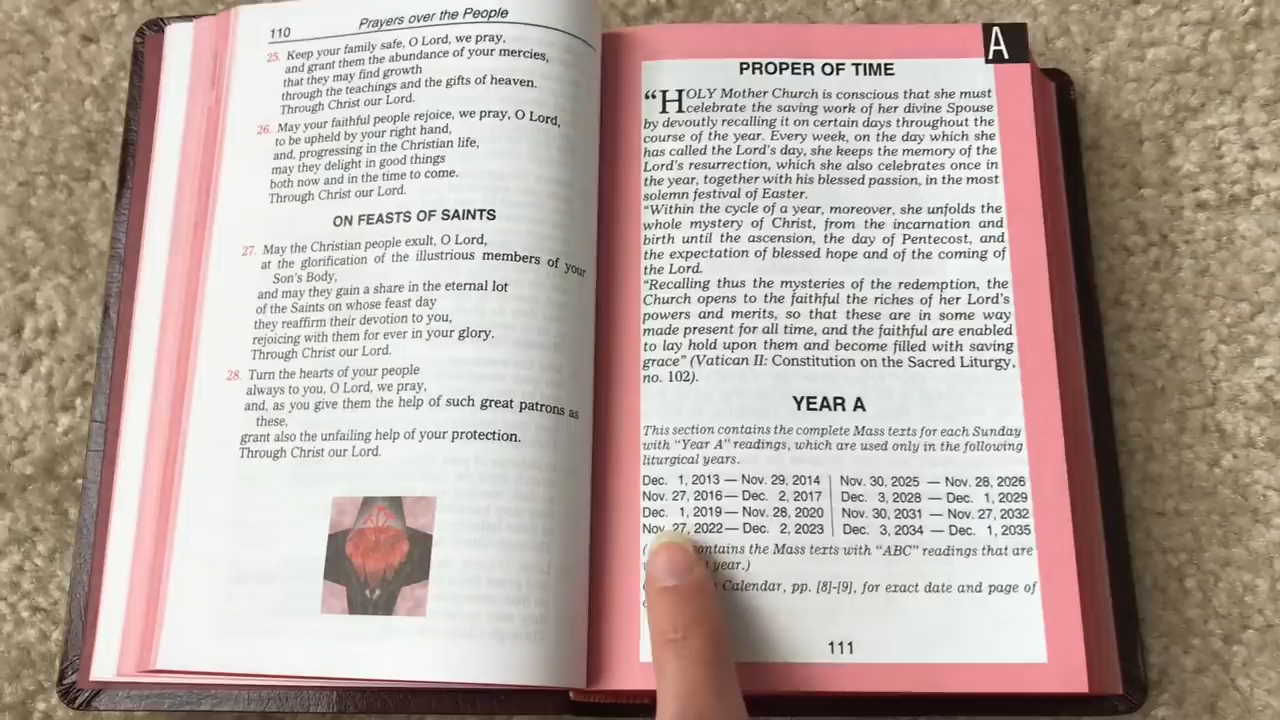 110 Prayers over the People
25. Keep your family safe, O Lord, we pray,
and grant them the abundance of your mercies,
that they may find growth
through the teachings and the gifts of heaven.
Through Christ our Lord.
26. May your faithful people rejoice, we pray, O Lord,
to be upheld by your right hand,
and, progressing in the Christian life,
may they delight in good things
both now and in the time to come.
Through Christ our Lord.
ON FEASTS OF SAINTS
27. May the Christian people exult, O Lord,
at the glorification of the illustrious members of your
Son's Body,
and may they gain a share in the eternal lot
of the Saints on whose feast day
they reaffirm their devotion to you,
rejoicing with them for ever in your glory.
Through Christ our Lord.
28. Turn the hearts of your people
always to you, O Lord, we pray,
and, as you give them the help of such great patrons as
these,
grant also the unfailing help of your protection.
Through Christ our Lord.
A
PROPER OF TIME
"HOLY Mother Church is conscious that she must
celebrate the saving work of her divine Spouse
by devoutly recalling it on certain days throughout the
course of the year. Every week, on the day which she
has called the Lord's day, she keeps the memory of the
Lord's resurrection, which she also celebrates once in
the year, together with his blessed passion, in the most
solemn festival of Easter.
"Within the cycle of a year, moreover, she unfolds the
whole mystery of Christ, from the incarnation and
birth until the ascension, the day of Pentecost, and
the expectation of blessed hope and of the coming of
the Lord.
"Recalling thus the mysteries of the redemption, the
Church opens to the faithful the riches of her Lord's
powers and merits, so that these are in some way
made present for all time, and the faithful are enabled
to lay hold upon them and become filled with saving
grace" (Vatican II: Constitution on the Sacred Liturgy,
no. 102).
YEAR A
This section contains the complete Mass texts for each Sunday
with "Year A" readings, which are used only in the following
liturgical years.
Dec. 1, 2013 — Nov. 29, 2014 Nov. 30, 2025 — Nov. 28, 2026
Nov. 27, 2016 — Dec. 2, 2017 Dec. 3, 2028 — Dec. 1, 2029
Dec. 1, 2019 — Nov. 28, 2020 Nov. 30, 2031 — Nov. 27, 2032
Nov. 27, 2022 — Dec. 2, 2023 Dec. 3, 2034 — Dec. 1, 2035
contains the Mass texts with "ABC" readings that are
year.)
Calendar, pp. [8]-[9], for exact date and page of
111